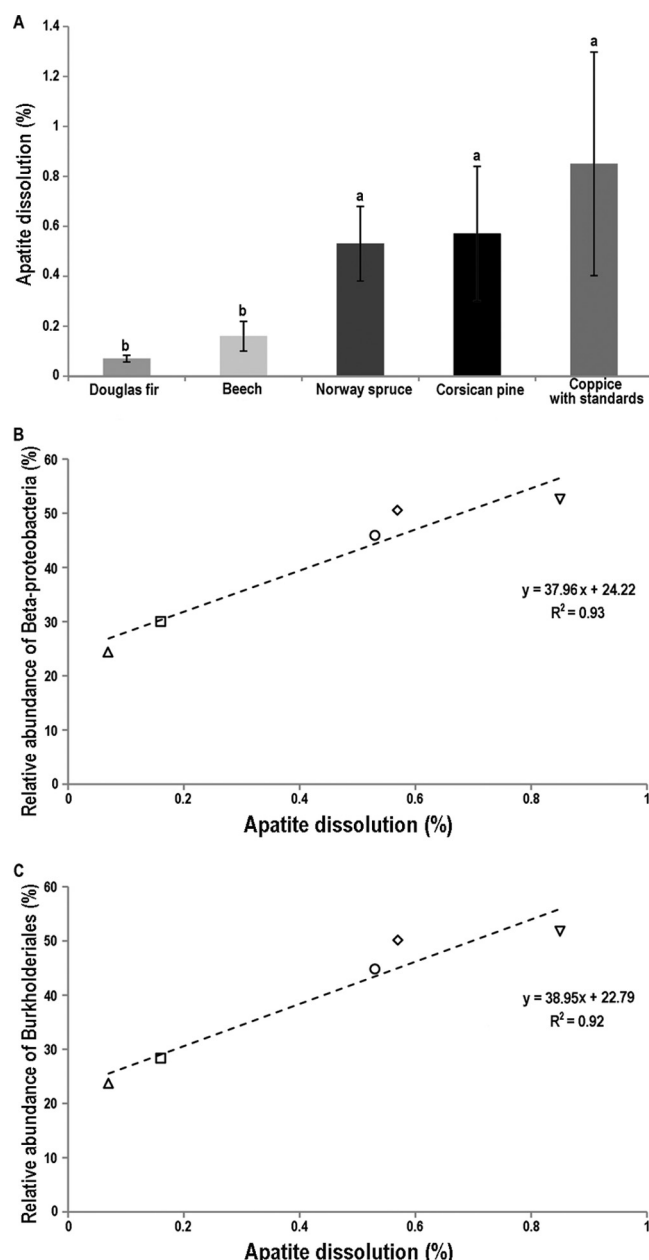 A
Apatite dissolution (%)
1.4
1.2
1
0.8
0.6
0.4
0.2
0
b
b
a
a
a
Douglas fir
Beech
Norway spruce
Corsican pine
Coppice
with standards
B
Relative abundance of Beta-proteobacteria (%)
60
50
40
30
20
10
0
y = 37.96 x + 24.22
R² = 0.93
0
0.2
0.4
0.6
0.8
1
Apatite dissolution (%)
C
Relative abundance of Burkholderiales (%)
60
50
40
30
20
10
0
y = 38.95x + 22.79
R² = 0.92
0
0.2
0.4
0.6
0.8
1
Apatite dissolution (%)